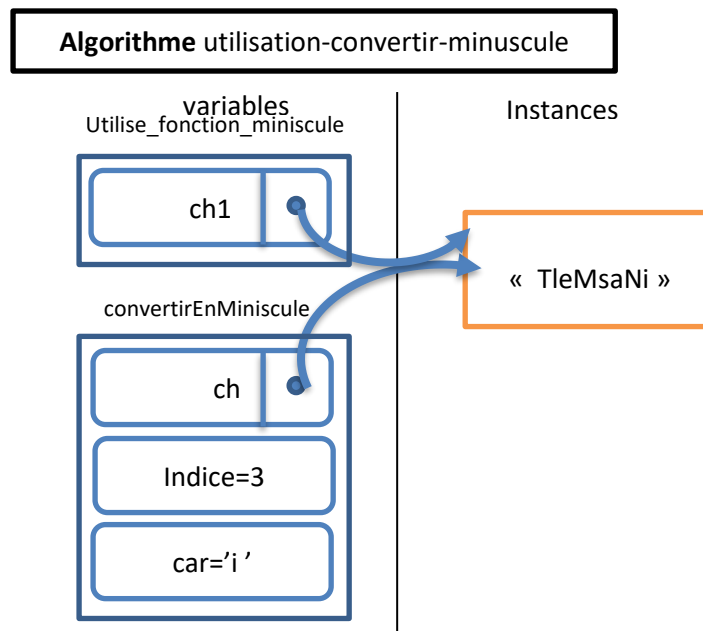 Algorithme utilisation-convertir-minuscule
variables
Instances
Utilise_fonction_miniscule
ch1
« TleMsaNi »
convertirEnMiniscule
ch
Indice=3
car=’i ’